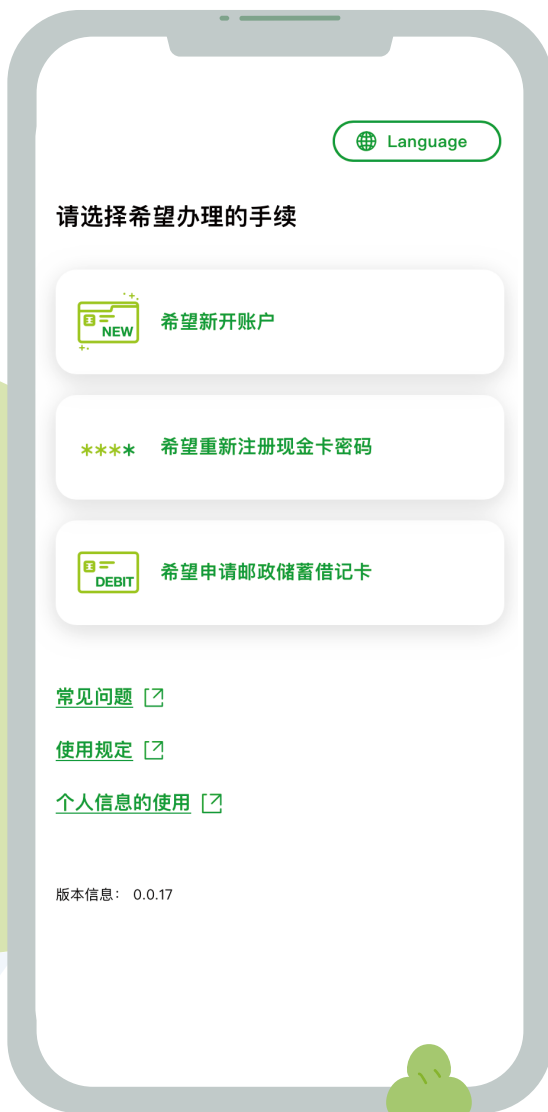 Language
请选择希望办理的手续
NEW
希望新开账户
****
希望重新注册现金卡密码
DEBIT
希望申请邮政储蓄借记卡
常见问题
使用规定
个人信息的使用
版本信息： 0.0.17